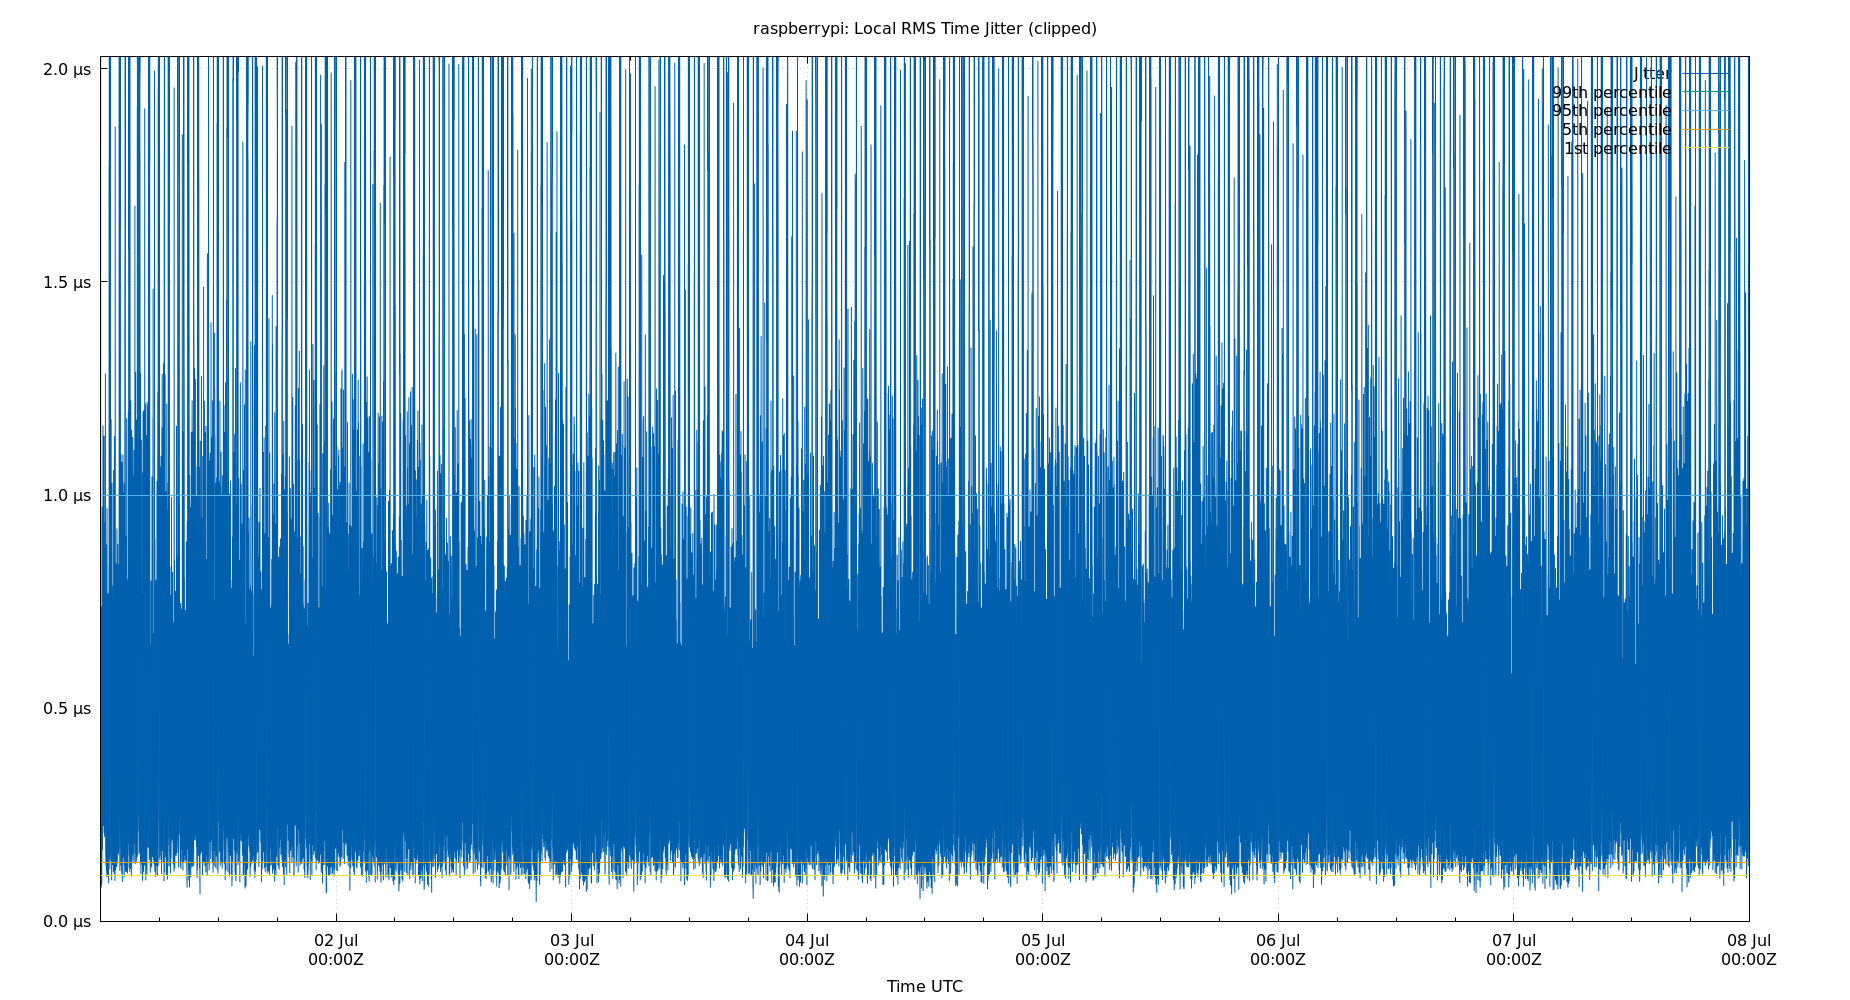 raspberrypi: Local RMS Time Jitter (clipped)
2.0 µs
Jitter
99th percentile
95th percentile
5th percentile
1st percentile
1.5 µs
1.0 µs
0.5 µs
0.0 µs
02 Jul 03 Jul 04 Jul 05 Jul 06 Jul 07 Jul 08 Jul
00:00Z 00:00Z 00:00Z 00:00Z 00:00Z 00:00Z 00:00Z
Time UTC